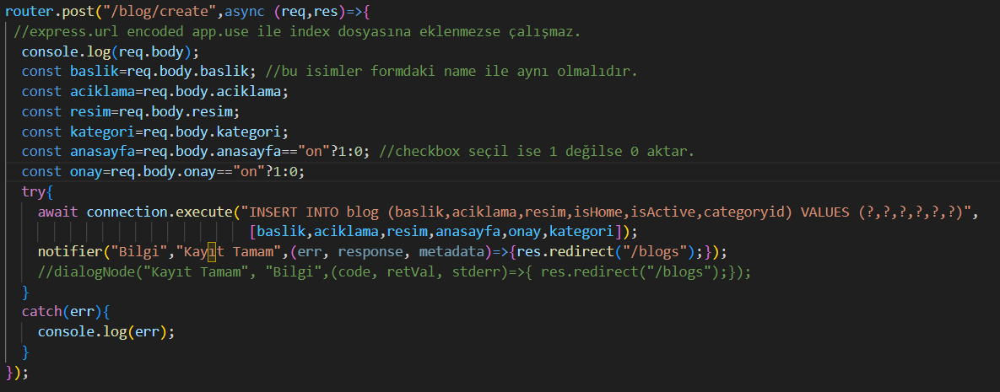 router.post("/blog/create",async (req,res)=>{
//express.url encoded app.use ile index dosyasına eklenmezse çalışmaz.
console.log(req.body);
const baslik=req.body.baslik; //bu isimler formdaki name ile aynı olmalıdır.
const aciklama=req.body.aciklama;
const resim=req.body.resim;
const kategori=req.body.kategori;
const anasayfa=req.body.anasayfa=="on"?1:0; //checkbox seçil ise 1 değilse 0 aktar.
const onay=req.body.onay=="on"?1:0;
try{
await connection.execute("INSERT INTO blog (baslik,aciklama,resim,isHome,isActive,categoryid) VALUES (?,?,?,?,?,?)",
[baslik,aciklama,resim,anasayfa,onay,kategori]);
notifier("Bilgi","Kayıt Tamam",(err, response, metadata)=>{res.redirect("/blogs");});
//dialogNode("Kayıt Tamam", "Bilgi",(code, retVal, stderr)=>{ res.redirect("/blogs");});
}
catch(err){
console.log(err);
}
});